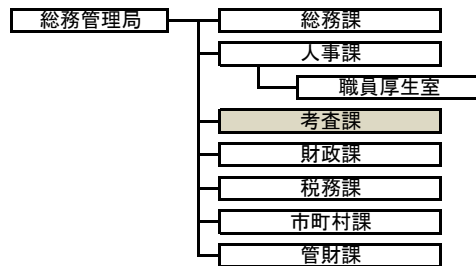 総務管理局
総務課
人事課
職員厚生室
考査課
財政課
税務課
市町村課
管財課